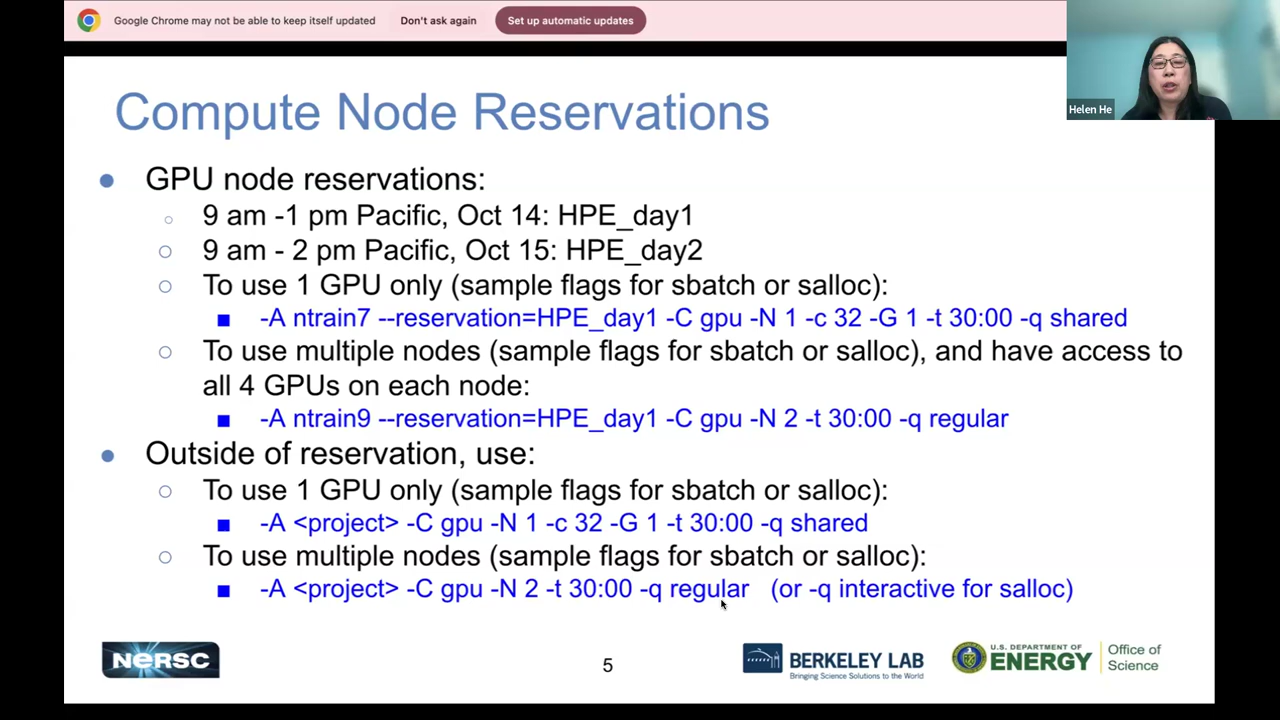 Google Chrome may not be able to keep itself updated Don't ask again Set up automatic updates
Helen He
Compute Node Reservations
● GPU node reservations:
○ 9 am -1 pm Pacific, Oct 14: HPE_day1
○ 9 am - 2 pm Pacific, Oct 15: HPE_day2
○ To use 1 GPU only (sample flags for sbatch or salloc):
■ -A ntrain7 --reservation=HPE_day1 -C gpu -N 1 -c 32 -G 1 -t 30:00 -q shared
○ To use multiple nodes (sample flags for sbatch or salloc), and have access to
all 4 GPUs on each node:
■ -A ntrain9 --reservation=HPE_day1 -C gpu -N 2 -t 30:00 -q regular
● Outside of reservation, use:
○ To use 1 GPU only (sample flags for sbatch or salloc):
■ -A <project> -C gpu -N 1 -c 32 -G 1 -t 30:00 -q shared
○ To use multiple nodes (sample flags for sbatch or salloc):
■ -A <project> -C gpu -N 2 -t 30:00 -q regular (or -q interactive for salloc)
NERSC
5
BERKELEY LAB
Bringing Science Solutions to the World
U.S. DEPARTMENT OF
ENERGY
Office of
Science